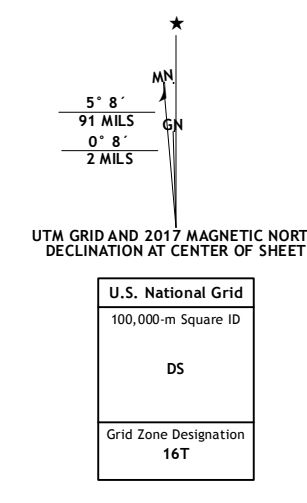 ★
MN
GN
5° 8´
91 MILS
0° 8´
2 MILS
UTM GRID AND 2017 MAGNETIC NORT
DECLINATION AT CENTER OF SHEET
U.S. National Grid
100,000-m Square ID
DS
Grid Zone Designation
16T